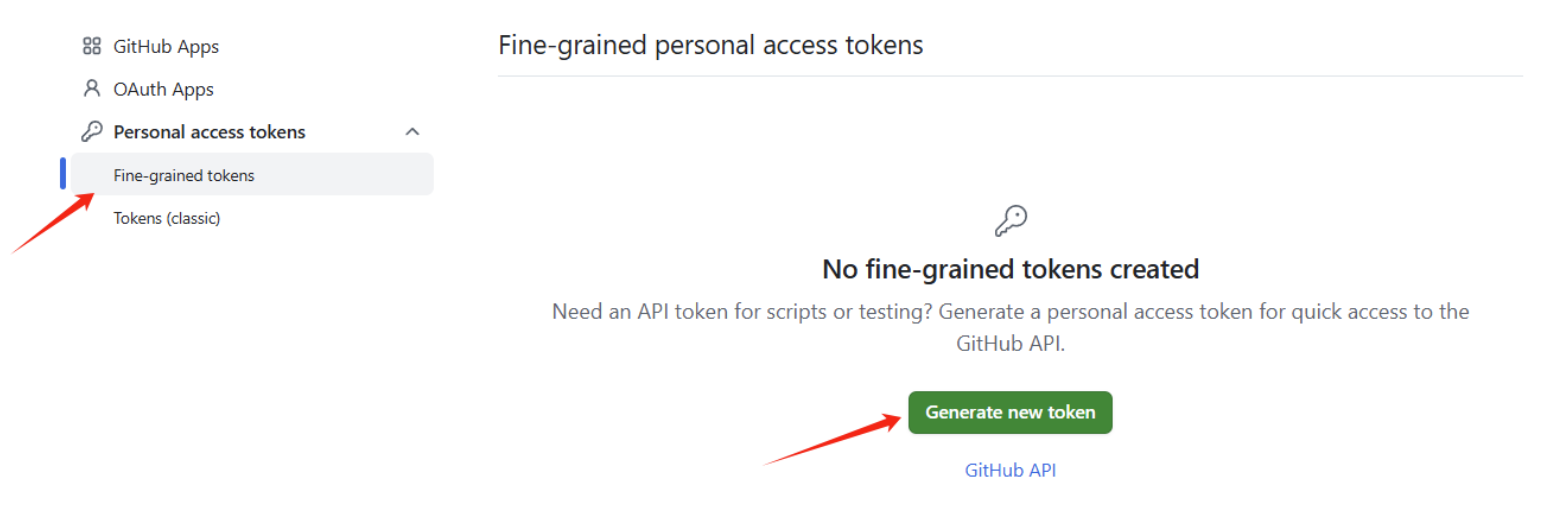 GitHub Apps
OAuth Apps
Personal access tokens
Fine-grained tokens
Tokens (classic)
Fine-grained personal access tokens
No fine-grained tokens created
Need an API token for scripts or testing? Generate a personal access token for quick access to the
GitHub API.
Generate new token
GitHub API